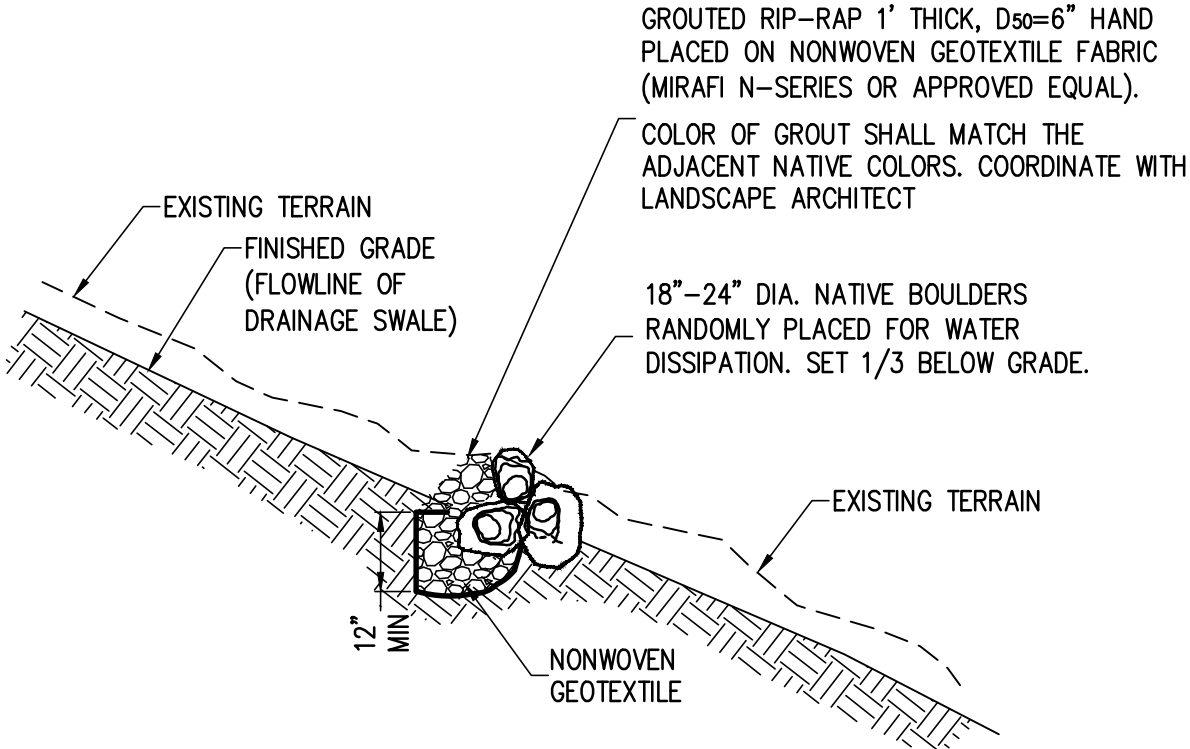 GROUTED RIP-RAP 1' THICK, D50=6" HAND
PLACED ON NONWOVEN GEOTEXTILE FABRIC
(MIRAFI N-SERIES OR APPROVED EQUAL).
COLOR OF GROUT SHALL MATCH THE
ADJACENT NATIVE COLORS. COORDINATE WITH
LANDSCAPE ARCHITECT
EXISTING TERRAIN
FINISHED GRADE
(FLOWLINE OF
DRAINAGE SWALE)
18"-24" DIA. NATIVE BOULDERS
RANDOMLY PLACED FOR WATER
DISSIPATION. SET 1/3 BELOW GRADE.
EXISTING TERRAIN
12"
MIN
NONWOVEN
GEOTEXTILE